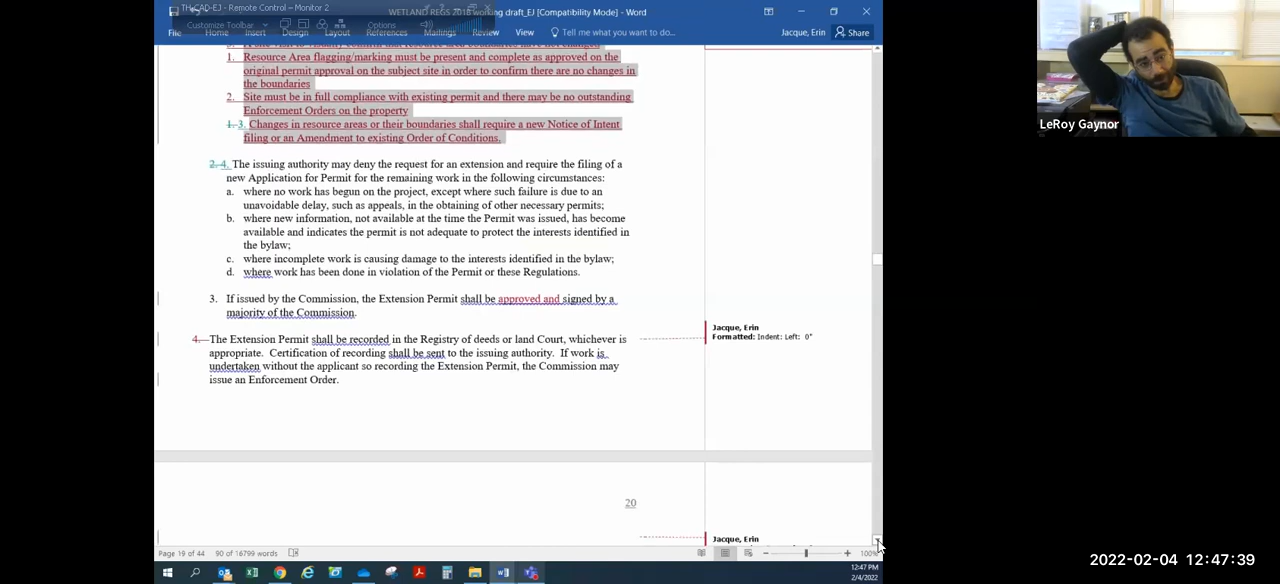 TH-CAD-EJ - Remote Control – Monitor 2
WETLAND REGS 2018 working draft_EJ [Compatibility Mode] - Word
Customize Toolbar
Options
File Home Insert Design Layout References Mailings Review View Tell me what you want to do... Jacque, Erin Share
1. Resource Area flagging/marking must be present and complete as approved on the
original permit approval on the subject site in order to confirm there are no changes in
the boundaries
2. Site must be in full compliance with existing permit and there may be no outstanding
Enforcement Orders on the property
1. 3. Changes in resource areas or their boundaries shall require a new Notice of Intent
filing or an Amendment to existing Order of Conditions.
2. 4. The issuing authority may deny the request for an extension and require the filing of a
new Application for Permit for the remaining work in the following circumstances:
a. where no work has begun on the project, except where such failure is due to an
unavoidable delay, such as appeals, in the obtaining of other necessary permits;
b. where new information, not available at the time the Permit was issued, has become
available and indicates the permit is not adequate to protect the interests identified in
the bylaw;
c. where incomplete work is causing damage to the interests identified in the bylaw;
d. where work has been done in violation of the Permit or these Regulations.
3. If issued by the Commission, the Extension Permit shall be approved and signed by a
majority of the Commission.
4. The Extension Permit shall be recorded in the Registry of deeds or land Court, whichever is
appropriate. Certification of recording shall be sent to the issuing authority. If work is
undertaken without the applicant so recording the Extension Permit, the Commission may
issue an Enforcement Order.
Jacque, Erin
Formatted: Indent: Left: 0"
20
Jacque, Erin
Page 19 of 44 90 of 16799 words
100%
12:47 PM
2/4/2022
LeRoy Gaynor
2022-02-04 12:47:39